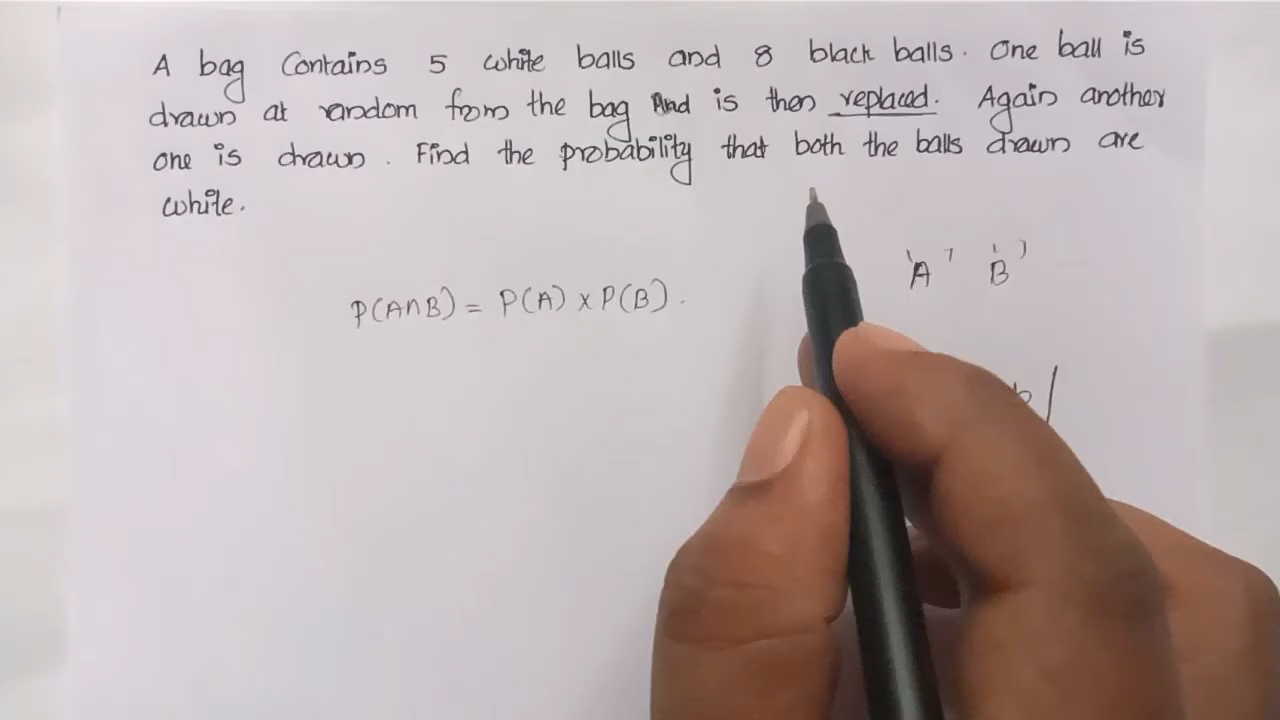 A bag Contains 5 white balls and 8 black balls. One ball is
drawn at random from the bag And is then replaced. Again another
one is drawn. Find the probability that both the balls drawn are
white.
'A' 'B'
P(A∩B) = P(A) x P(B).